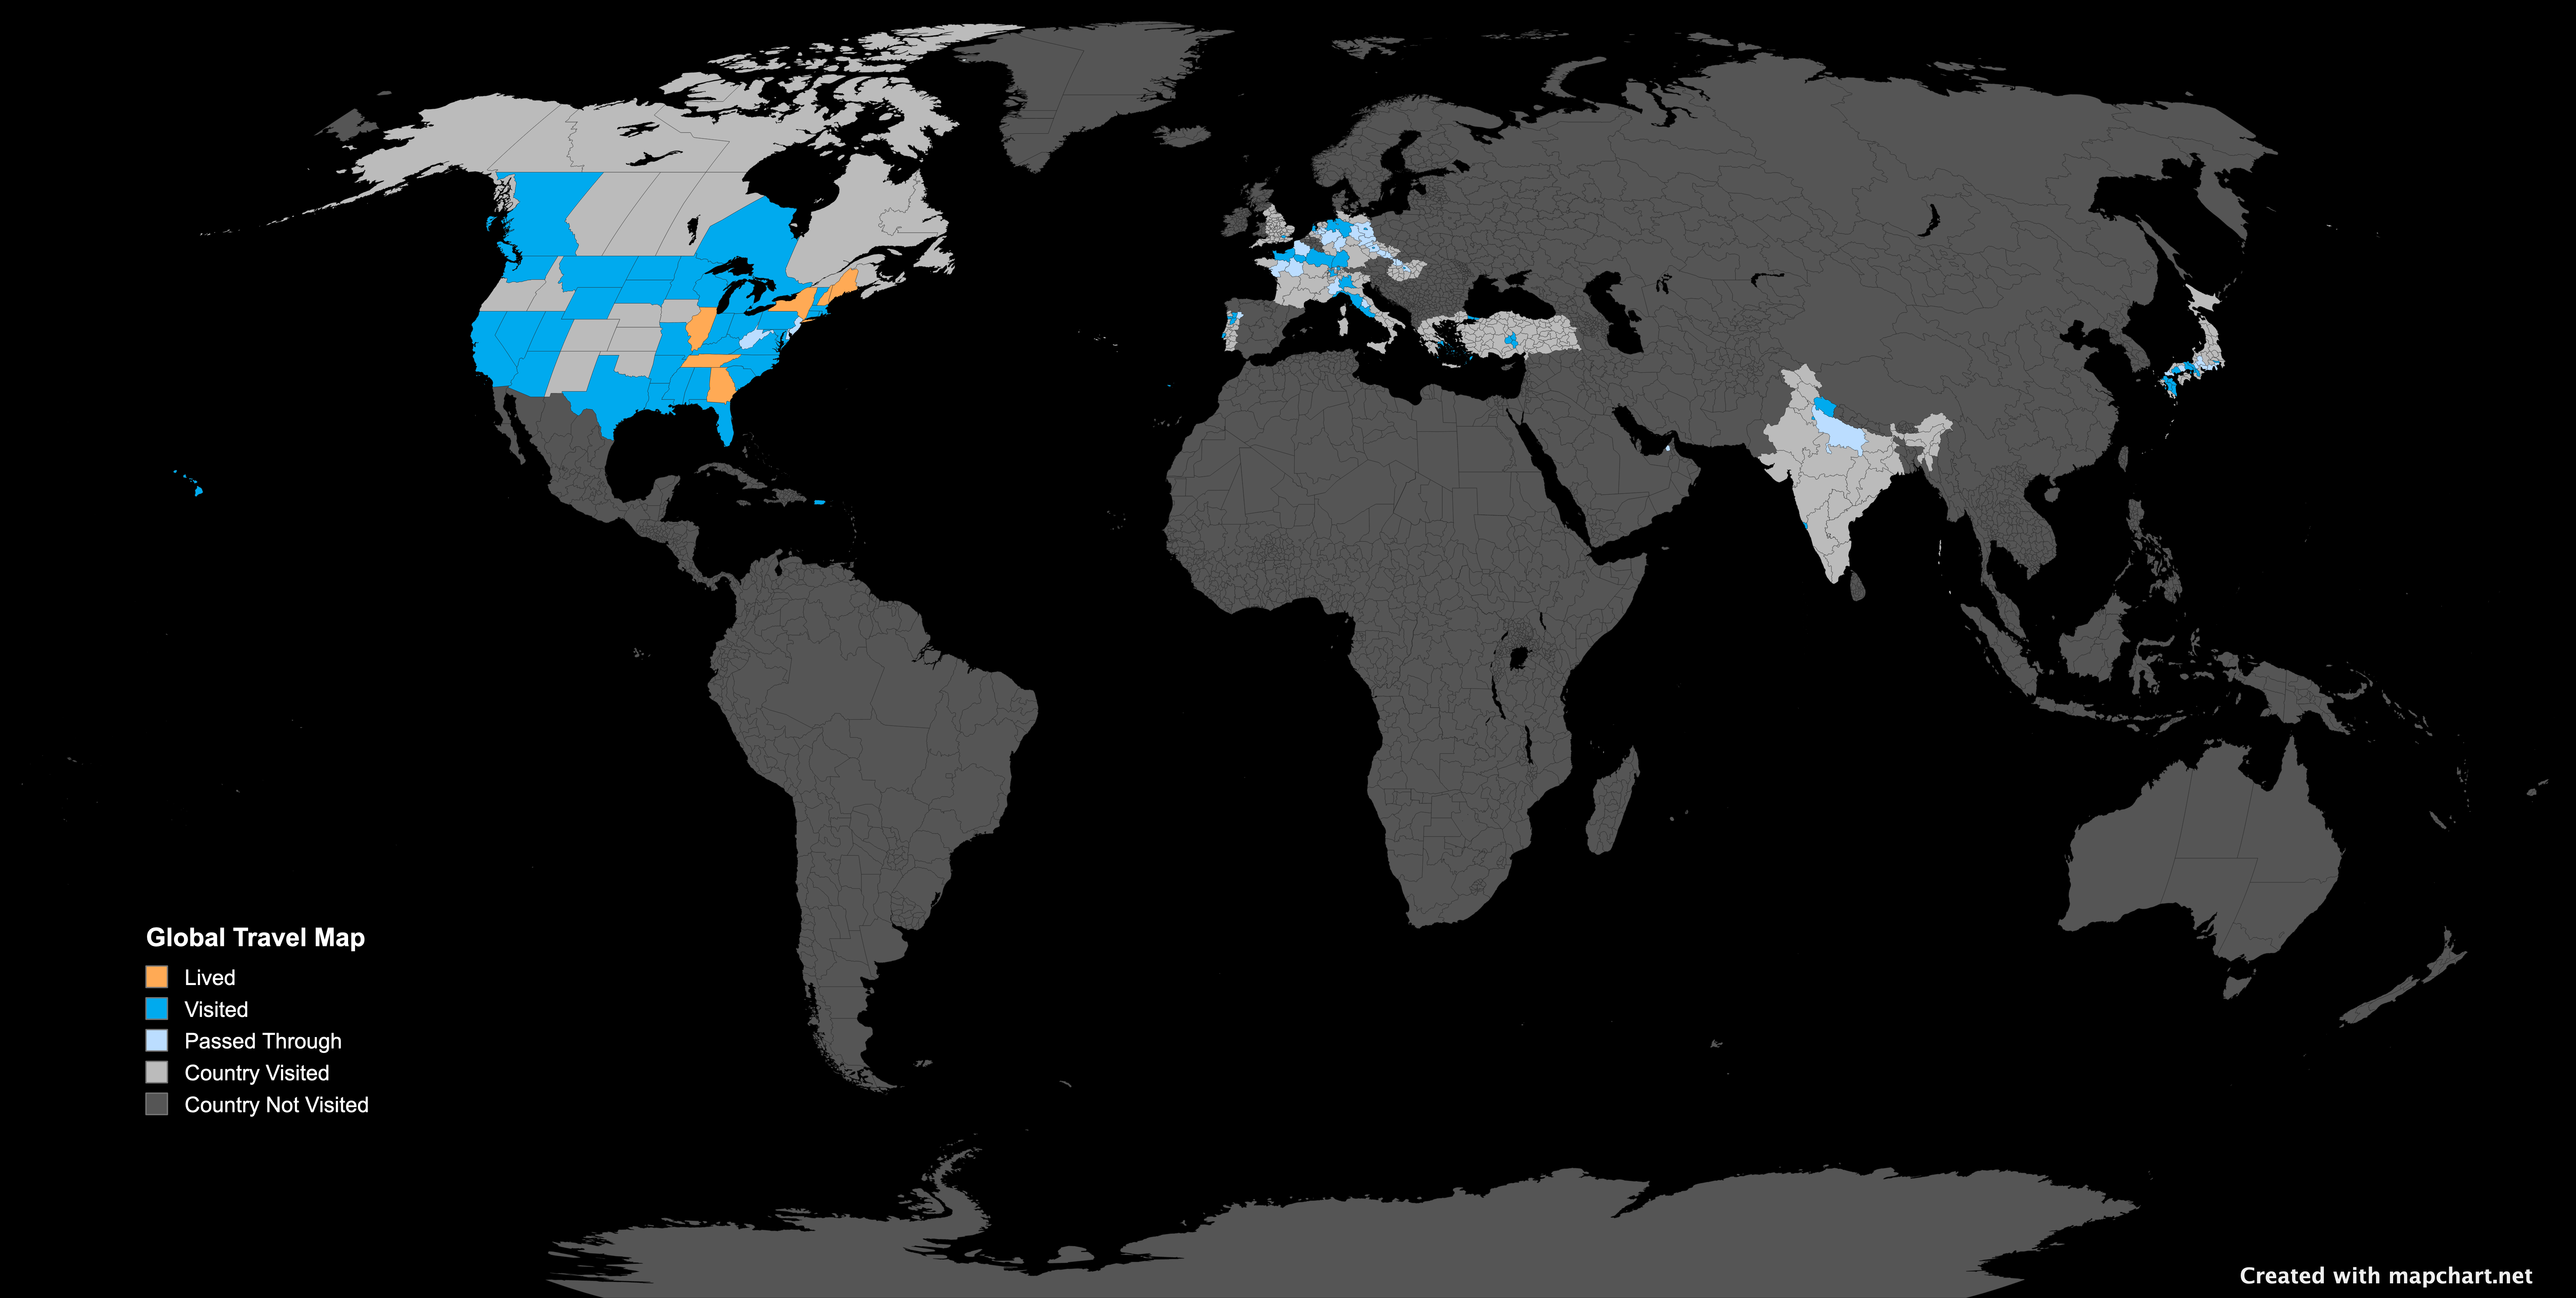 Global Travel Map
Lived
Visited
Passed Through
Country Visited
Country Not Visited
Created with mapchart.net